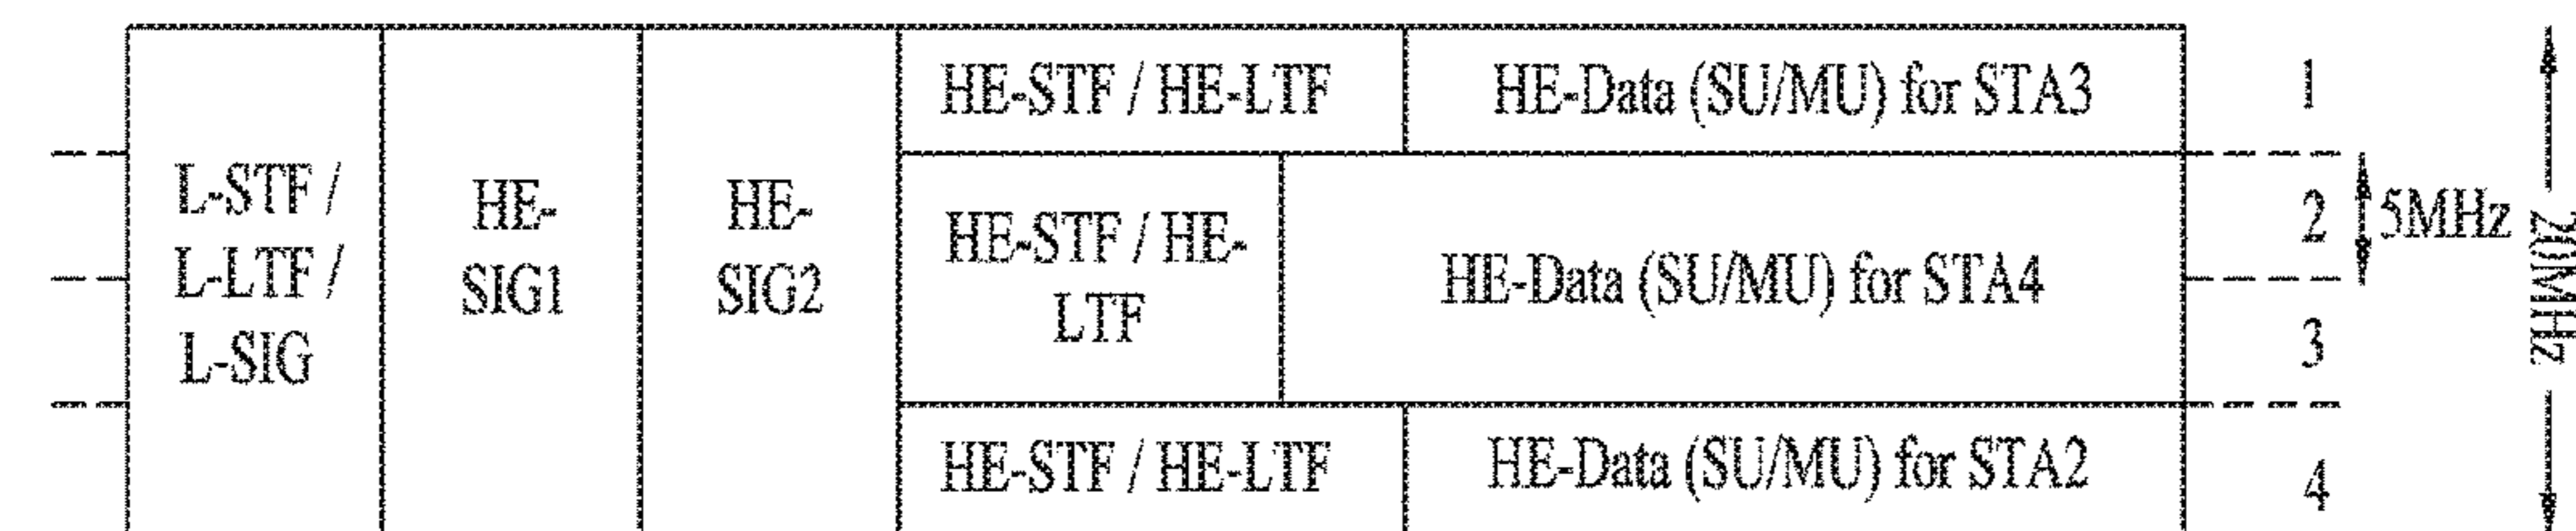 L-STF /
L-LTF /
L-SIG
HE-
SIG1
HE-
SIG2
HE-STF / HE-LTF
HE-Data (SU/MU) for STA3
1
HE-STF / HE-
LTF
HE-Data (SU/MU) for STA4
2
3
5MHz
20MHz
HE-STF / HE-LTF
HE-Data (SU/MU) for STA2
4